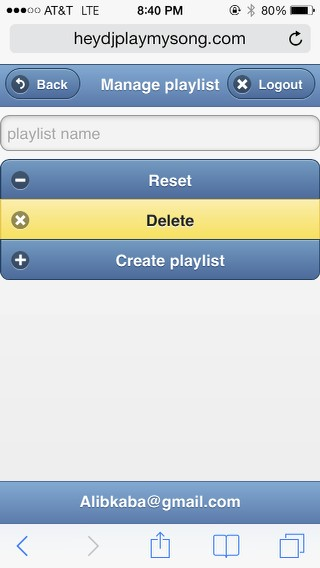 AT&T LTE 8:40 PM 80%
heydjplaymysong.com
Back Manage playlist Logout
playlist name
Reset
Delete
Create playlist
Alibkaba@gmail.com